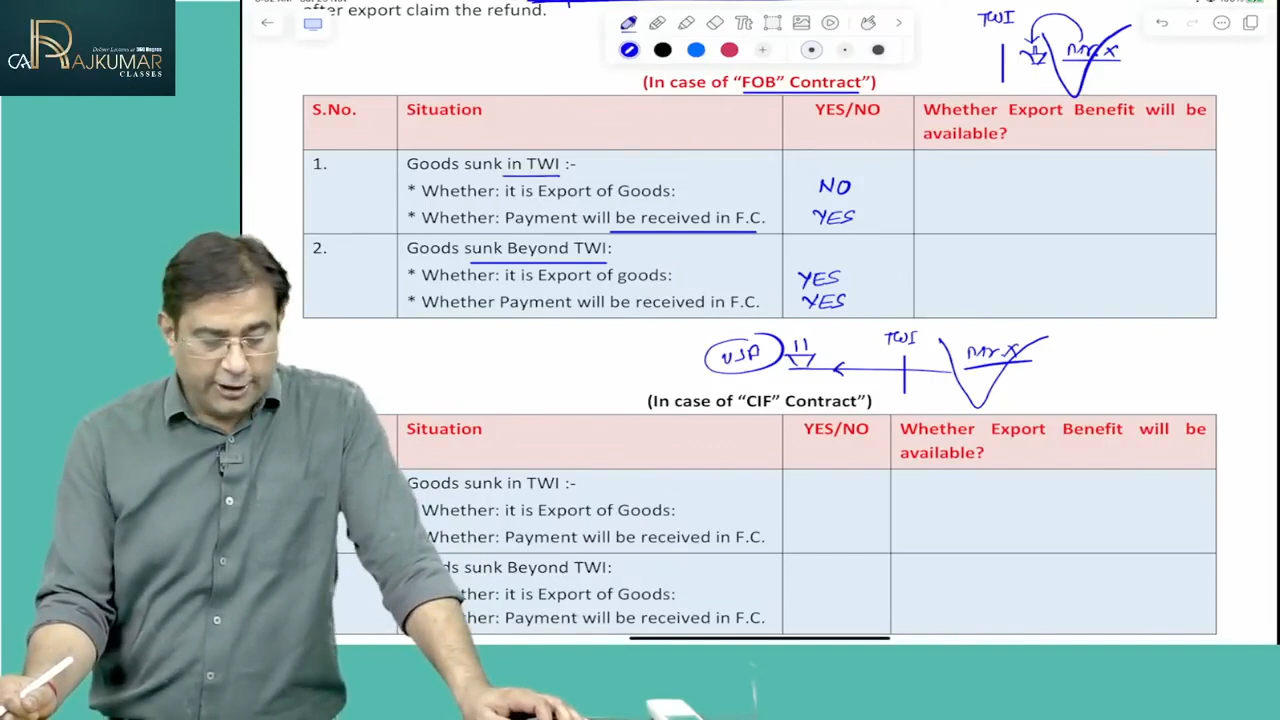 after export claim the refund.
Deliver Lectures at 360 Degree
CA RAJKUMAR
CLASSES
TWI
(In case of “FOB” Contract”)
S.No. Situation YES/NO Whether Export Benefit will be
available?
1. Goods sunk in TWI :-
* Whether: it is Export of Goods: NO
* Whether: Payment will be received in F.C. YES
2. Goods sunk Beyond TWI:
* Whether: it is Export of goods: YES
* Whether Payment will be received in F.C. YES
USA TWI
(In case of “CIF” Contract”)
Situation YES/NO Whether Export Benefit will be
available?
Goods sunk in TWI :-
Whether: it is Export of Goods:
Whether: Payment will be received in F.C.
sunk Beyond TWI:
it is Export of Goods:
Payment will be received in F.C.